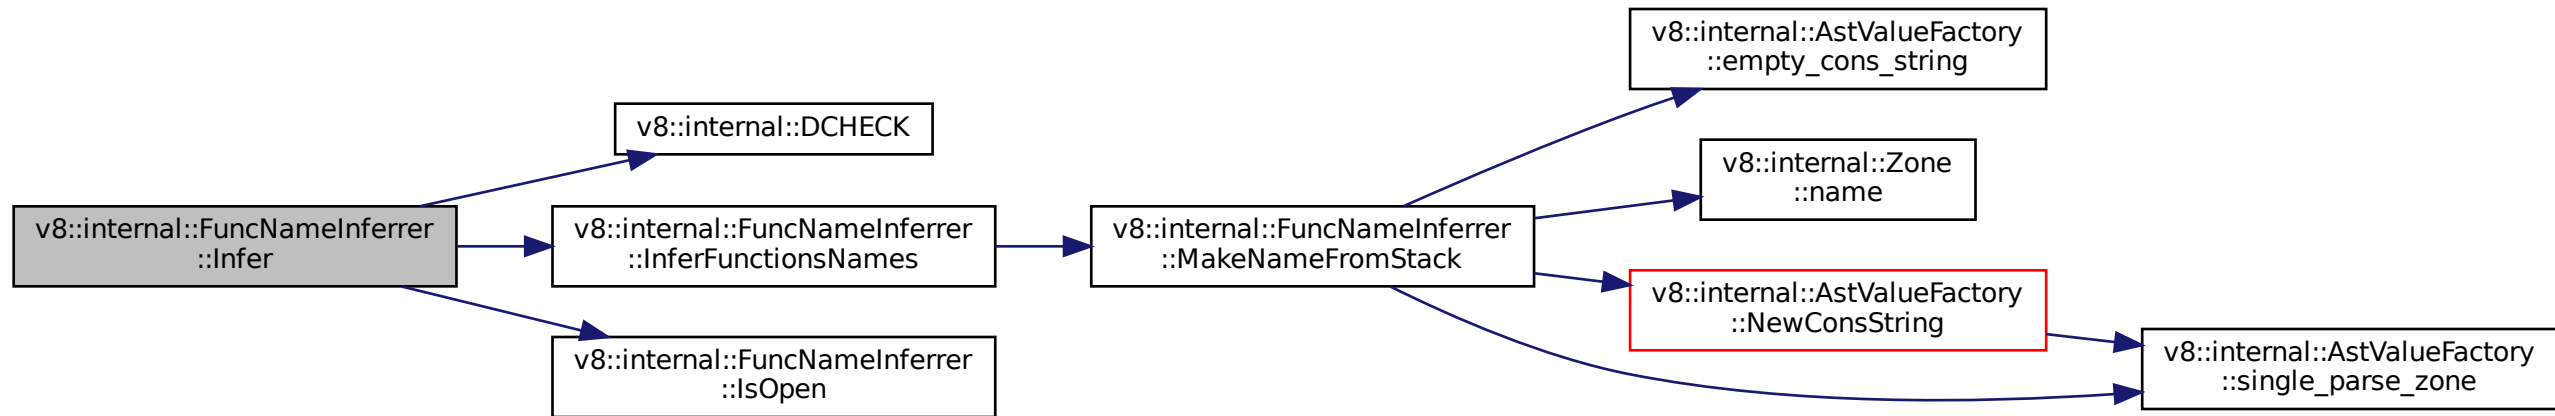 v8::internal::FuncNameInferrer
::Infer
v8::internal::DCHECK
v8::internal::FuncNameInferrer
::InferFunctionsNames
v8::internal::FuncNameInferrer
::IsOpen
v8::internal::FuncNameInferrer
::MakeNameFromStack
v8::internal::AstValueFactory
::empty_cons_string
v8::internal::Zone
::name
v8::internal::AstValueFactory
::NewConsString
v8::internal::AstValueFactory
::single_parse_zone